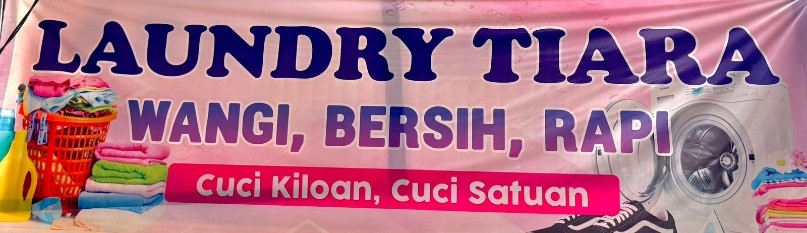 LAUNDRY TIARA
WANGI, BERSIH, RAPI
Cuci Kiloan, Cuci Satuan